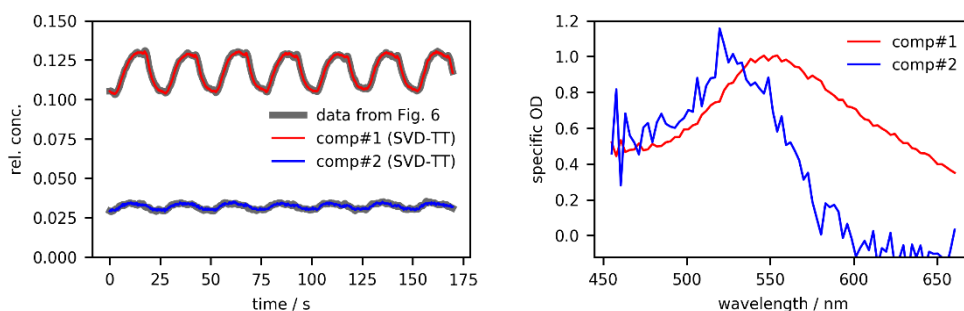 0.150
0.125
0.100
0.075
0.050
0.025
0.000
rel. conc.
data from Fig. 6
comp#1 (SVD-TT)
comp#2 (SVD-TT)
0 25 50 75 100 125 150 175
time / s
1.2
1.0
0.8
0.6
0.4
0.2
0.0
specific OD
comp#1
comp#2
450 500 550 600 650
wavelength / nm